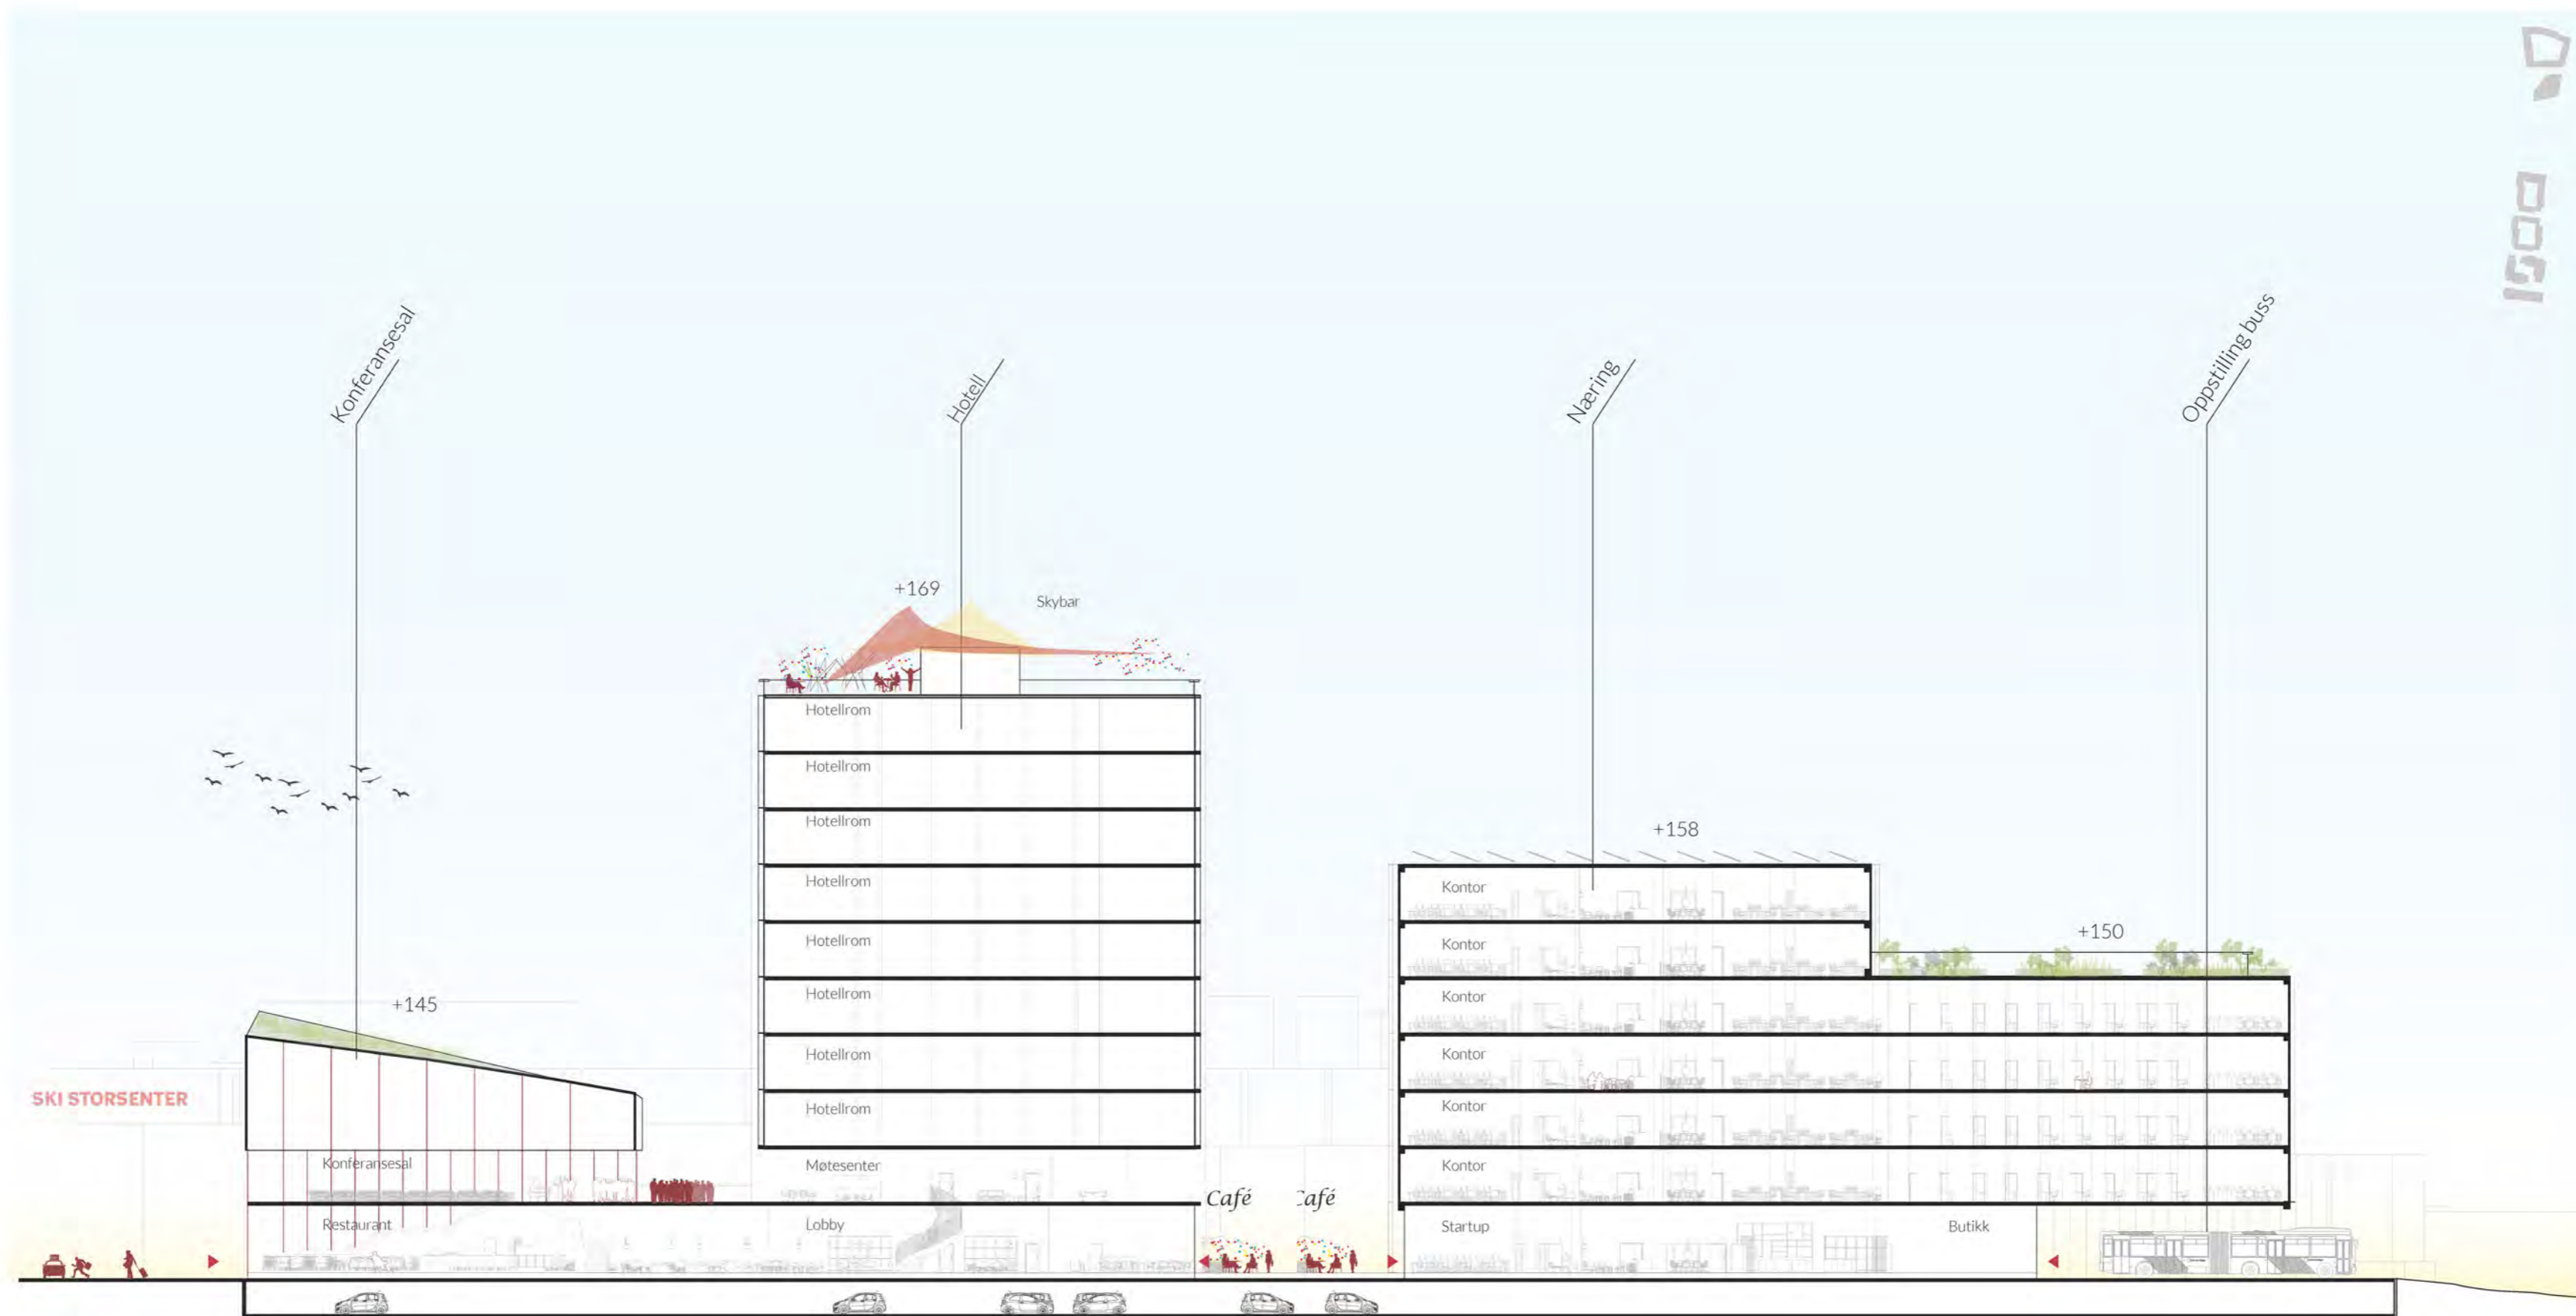 Konferansesal
Hotell
Næring
Oppstilling buss
+169
Skybar
Hotellrom
Hotellrom
Hotellrom
Hotellrom
Hotellrom
Hotellrom
Hotellrom
Hotellrom
Møtesenter
Lobby
+145
SKI STORSENTER
Konferansesal
Restaurant
Café
afé
+158
Kontor
Kontor
Kontor
Kontor
Kontor
Kontor
Startup
Butikk
+150